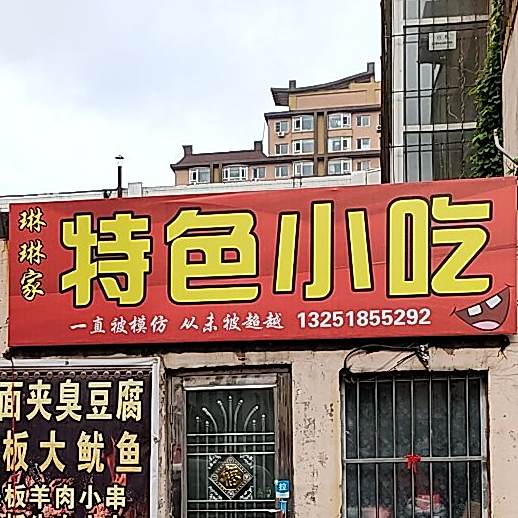 琳琳家
特色小吃
一直被模仿 从未被超越 13251855292
面夹臭豆腐
板大鱿鱼
板羊肉小串
福